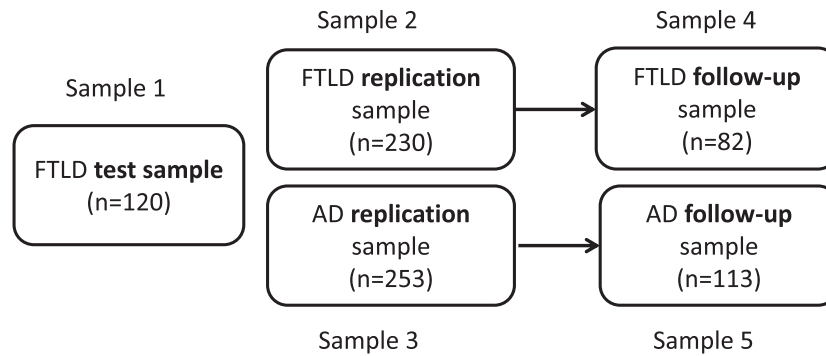 Sample 1
FTLD test sample
(n=120)
Sample 2
FTLD replication
sample
(n=230)
AD replication
sample
(n=253)
Sample 3
Sample 4
FTLD follow-up
sample
(n=82)
AD follow-up
sample
(n=113)
Sample 5